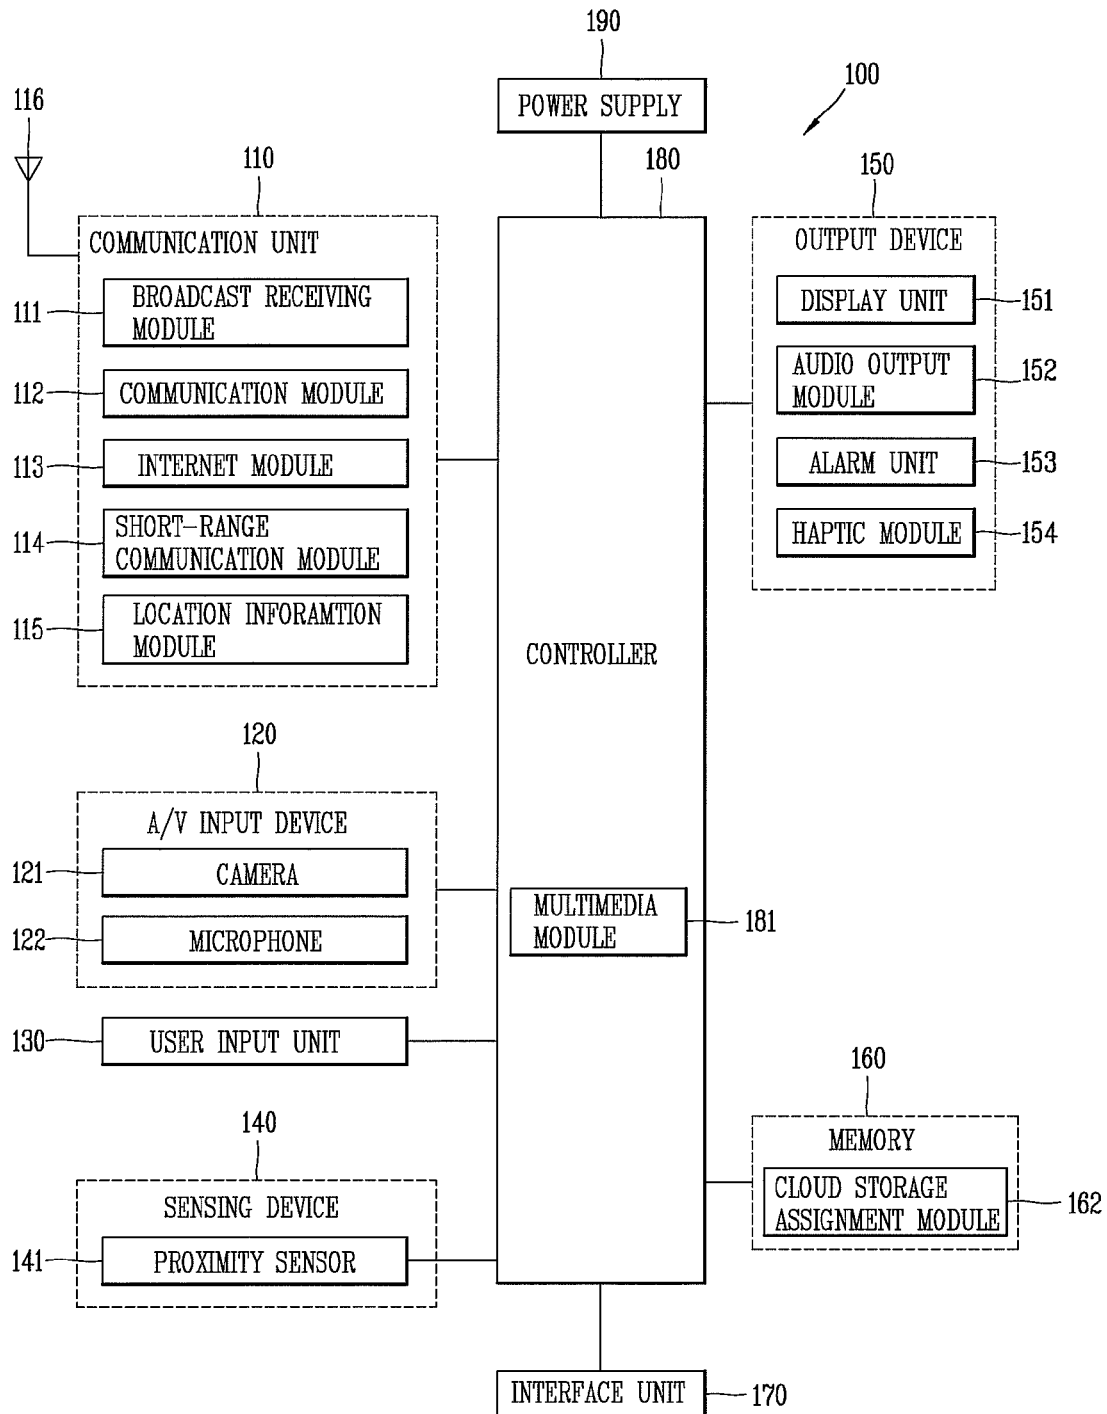 190
POWER SUPPLY
100
116
110
180
150
COMMUNICATION UNIT
OUTPUT DEVICE
111
BROADCAST RECEIVING
MODULE
DISPLAY UNIT
151
112
COMMUNICATION MODULE
AUDIO OUTPUT
MODULE
152
113
INTERNET MODULE
ALARM UNIT
153
114
SHORT-RANGE
COMMUNICATION MODULE
HAPTIC MODULE
154
115
LOCATION INFORAMTION
MODULE
CONTROLLER
120
A/V INPUT DEVICE
121
CAMERA
MULTIMEDIA
MODULE
181
122
MICROPHONE
130
USER INPUT UNIT
160
MEMORY
140
CLOUD STORAGE
ASSIGNMENT MODULE
162
SENSING DEVICE
141
PROXIMITY SENSOR
INTERFACE UNIT
170